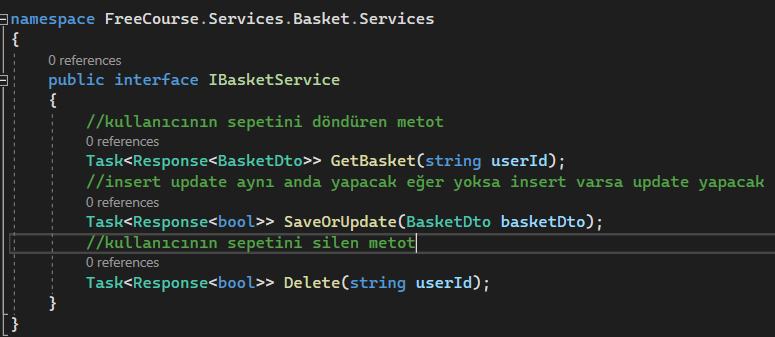 namespace FreeCourse.Services.Basket.Services
{
0 references
public interface IBasketService
{
//kullanıcının sepetini döndüren metot
0 references
Task<Response<BasketDto>> GetBasket(string userId);
//insert update aynı anda yapacak eğer yoksa insert varsa update yapacak
0 references
Task<Response<bool>> SaveOrUpdate(BasketDto basketDto);
//kullanıcının sepetini silen metot
0 references
Task<Response<bool>> Delete(string userId);
}
}